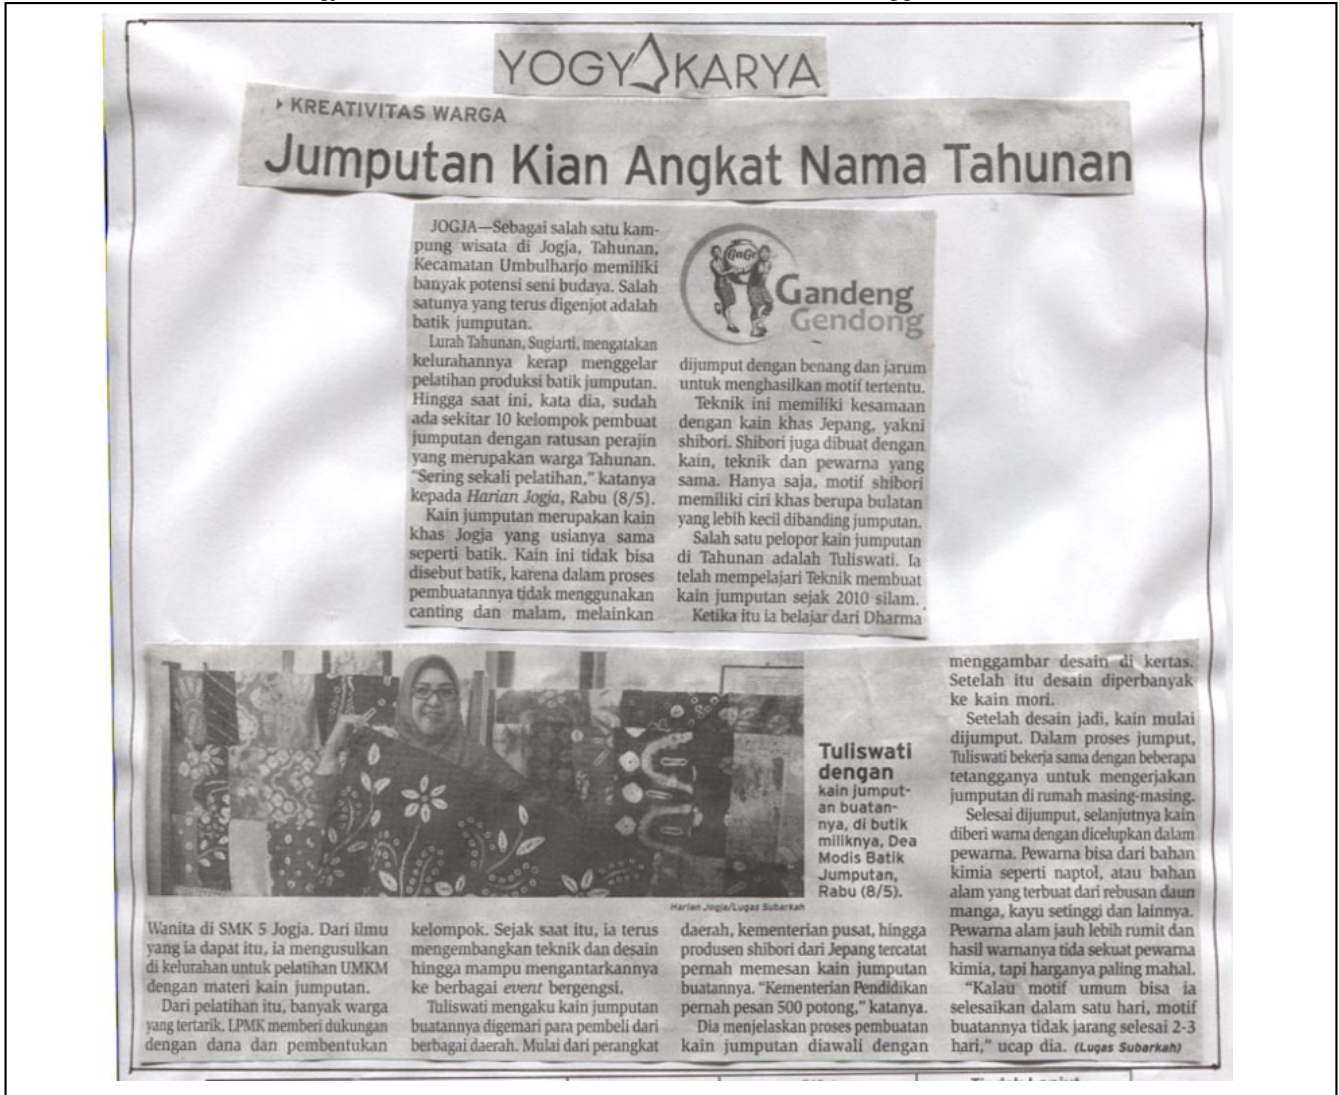 YOGYAKARYA
KREATIVITAS WARGA
Jumputan Kian Angkat Nama Tahunan
JOGJA—Sebagai salah satu kam-
pung wisata di Jogja, Tahunan,
Kecamatan Umbulharjo memiliki
banyak potensi seni budaya. Salah
satunya yang terus digenjot adalah
batik jumputan.
Lurah Tahunan, Sugiarti, mengatakan
kelurahannya kerap menggelar
pelatihan produksi batik jumputan.
Hingga saat ini, kata dia, sudah
ada sekitar 10 kelompok pembuat
jumputan dengan ratusan perajin
yang merupakan warga Tahunan.
"Sering sekali pelatihan," katanya
kepada Harian Jogja, Rabu (8/5).
Kain jumputan merupakan kain
khas Jogja yang usianya sama
seperti batik. Kain ini tidak bisa
disebut batik, karena dalam proses
pembuatannya tidak menggunakan
canting dan malam, melainkan
GaGe
Gandeng
Gendong
dijumput dengan benang dan jarum
untuk menghasilkan motif tertentu.
Teknik ini memiliki kesamaan
dengan kain khas Jepang, yakni
shibori. Shibori juga dibuat dengan
kain, teknik dan pewarna yang
sama. Hanya saja, motif shibori
memiliki ciri khas berupa bulatan
yang lebih kecil dibanding jumputan.
Salah satu pelopor kain jumputan
di Tahunan adalah Tuliswati. Ia
telah mempelajari Teknik membuat
kain jumputan sejak 2010 silam.
Ketika itu ia belajar dari Dharma
Tuliswati
dengan
kain jumput-
an buatan-
nya, di butik
miliknya, Dea
Modis Batik
Jumputan,
Rabu (8/5).
Harian Jogja/Lugas Subarkah
Wanita di SMK 5 Jogja. Dari ilmu
yang ia dapat itu, ia mengusulkan
di kelurahan untuk pelatihan UMKM
dengan materi kain jumputan.
Dari pelatihan itu, banyak warga
yang tertarik. LPMK memberi dukungan
dengan dana dan pembentukan
kelompok. Sejak saat itu, ia terus
mengembangkan teknik dan desain
hingga mampu mengantarkannya
ke berbagai event bergengsi.
Tuliswati mengaku kain jumputan
buatannya digemari para pembeli dari
berbagai daerah. Mulai dari perangkat
daerah, kementerian pusat, hingga
produsen shibori dari Jepang tercatat
pernah memesan kain jumputan
buatannya. "Kementerian Pendidikan
pernah pesan 500 potong," katanya.
Dia menjelaskan proses pembuatan
kain jumputan diawali dengan
menggambar desain di kertas.
Setelah itu desain diperbanyak
ke kain mori.
Setelah desain jadi, kain mulai
dijumput. Dalam proses jumput,
Tuliswati bekerja sama dengan beberapa
tetangganya untuk mengerjakan
jumputan di rumah masing-masing.
Selesai dijumput, selanjutnya kain
diberi warna dengan dicelupkan dalam
pewarna. Pewarna bisa dari bahan
kimia seperti naptol, atau bahan
alam yang terbuat dari rebusan daun
manga, kayu setinggi dan lainnya.
Pewarna alam jauh lebih rumit dan
hasil warnanya tida sekuat pewarna
kimia, tapi harganya paling mahal.
"Kalau motif umum bisa ia
selesaikan dalam satu hari, motif
buatannya tidak jarang selesai 2-3
hari," ucap dia. (Lugas Subarkah)